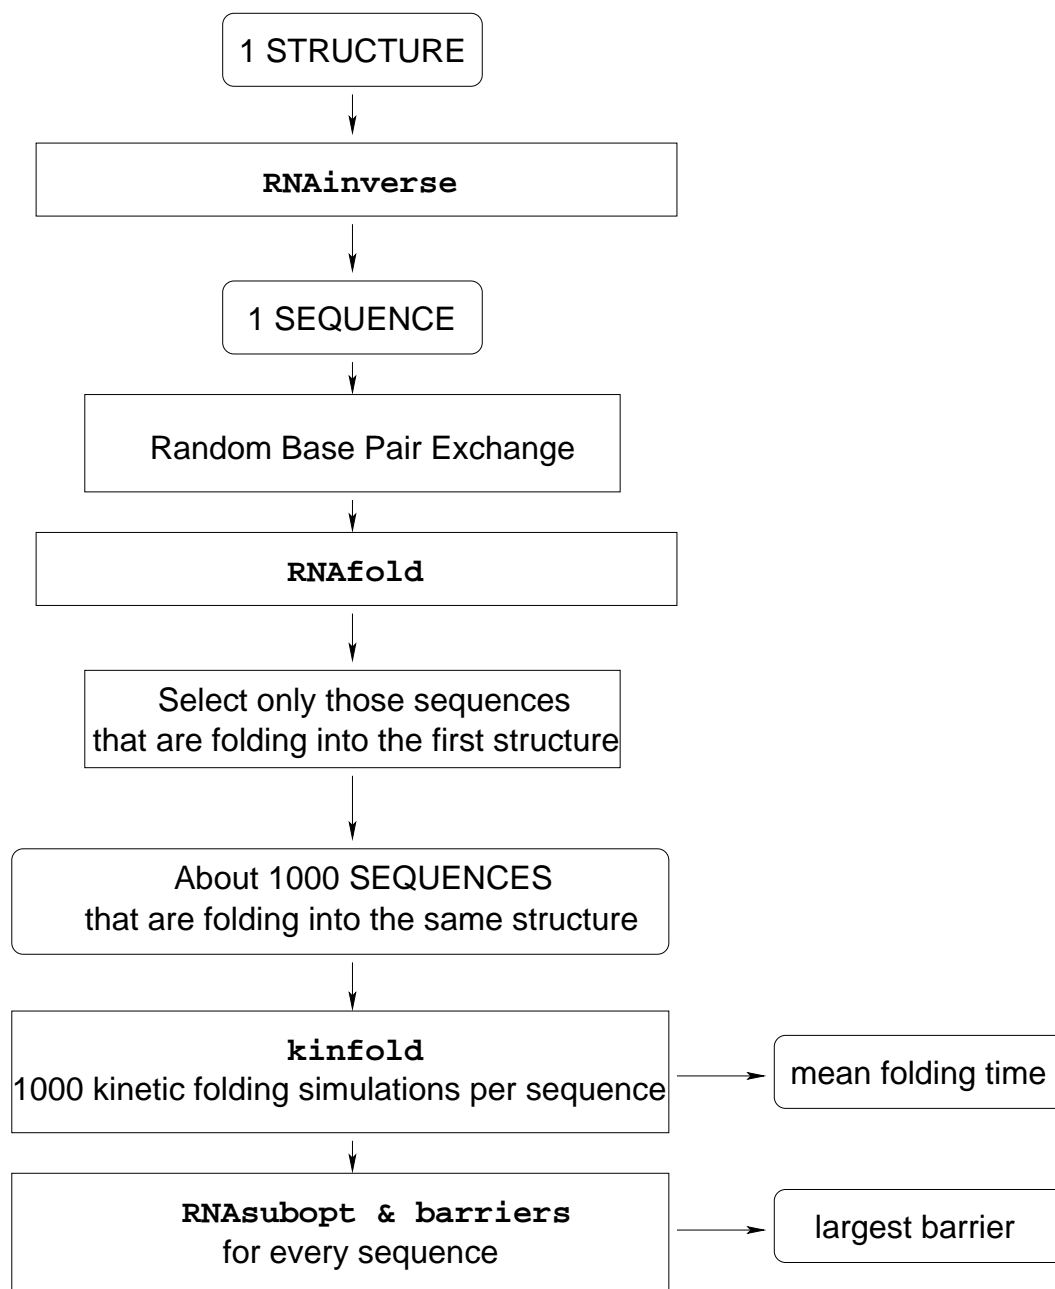 1 STRUCTURE
RNAinverse
1 SEQUENCE
Random Base Pair Exchange
RNAfold
Select only those sequences
that are folding into the first structure
About 1000 SEQUENCES
that are folding into the same structure
kinfold
1000 kinetic folding simulations per sequence
mean folding time
RNAsubopt & barriers
for every sequence
largest barrier